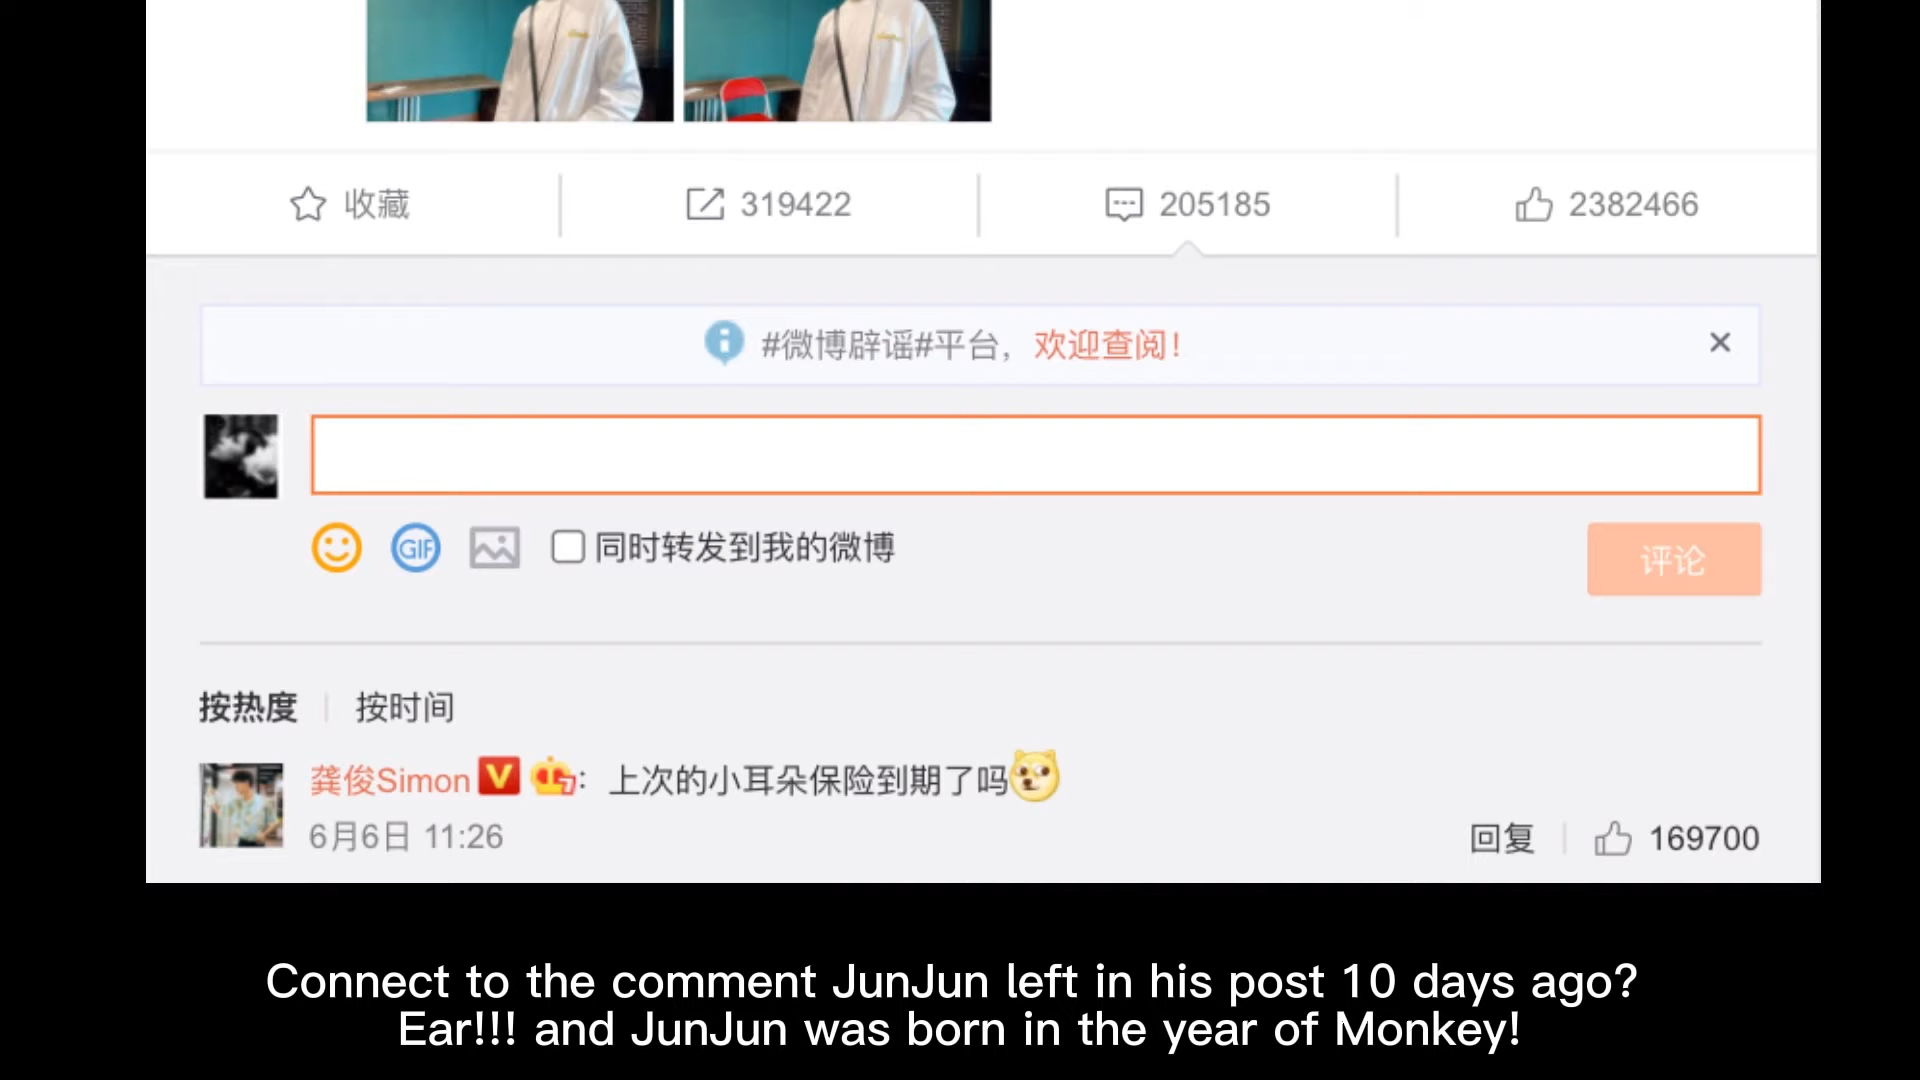 收藏
319422
205185
2382466
#微博辟谣#平台，欢迎查阅！
GIF
同时转发到我的微博
评论
按热度 按时间
龚俊Simon V 7：上次的小耳朵保险到期了吗
6月6日 11:26
回复 169700
Connect to the comment JunJun left in his post 10 days ago?
Ear!!! and JunJun was born in the year of Monkey!